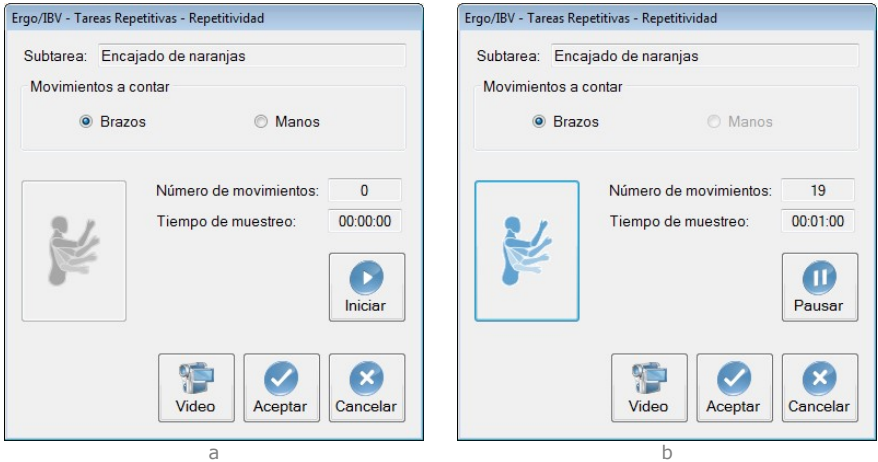 Ergo/IBV - Tareas Repetitivas - Repetitividad
Subtarea: Encajado de naranjas
Movimientos a contar
Brazos Manos
Número de movimientos: 0
Tiempo de muestreo: 00:00:00
Iniciar
Video Aceptar Cancelar
a
Ergo/IBV - Tareas Repetitivas - Repetitividad
Subtarea: Encajado de naranjas
Movimientos a contar
Brazos Manos
Número de movimientos: 19
Tiempo de muestreo: 00:01:00
Pausar
Video Aceptar Cancelar
b